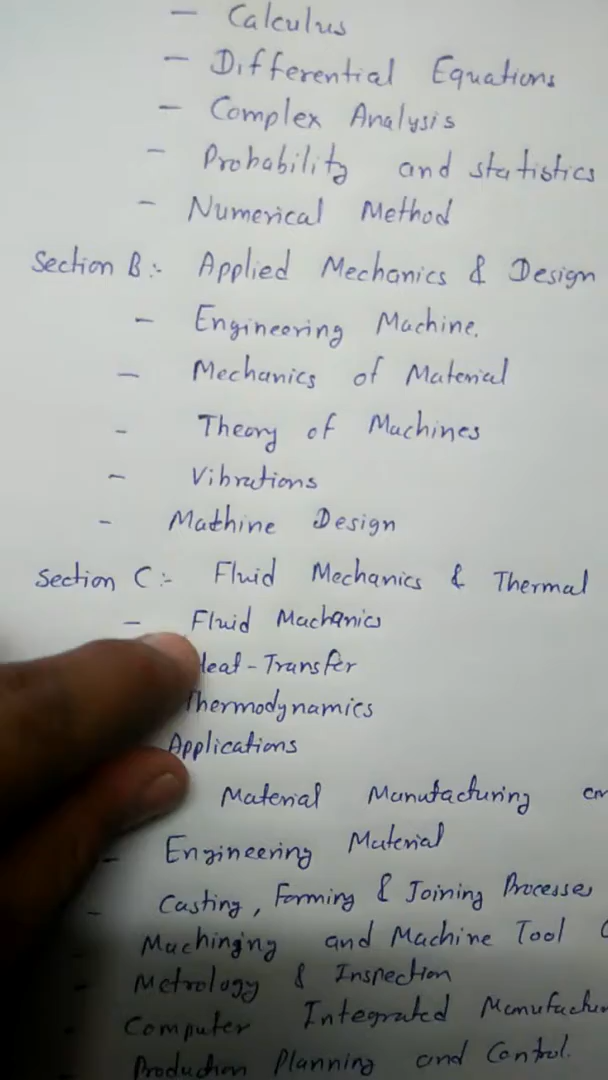 - Calculus
- Differential Equations
- Complex Analysis
- Probability and statistics
- Numerical Method
Section B:- Applied Mechanics & Design
- Engineering Machine.
- Mechanics of Material
- Theory of Machines
- Vibrations
- Mathine Design
Section C:- Fluid Mechanics & Thermal
- Fluid Machanics
Heat-Transfer
Thermodynamics
Applications
Material Manufacturing
- Engineering Material
- Casting, Forming & Joining Processes
- Machinging and Machine Tool
- Metrology & Inspection
- Computer Integrated
- Production Planning and Control.